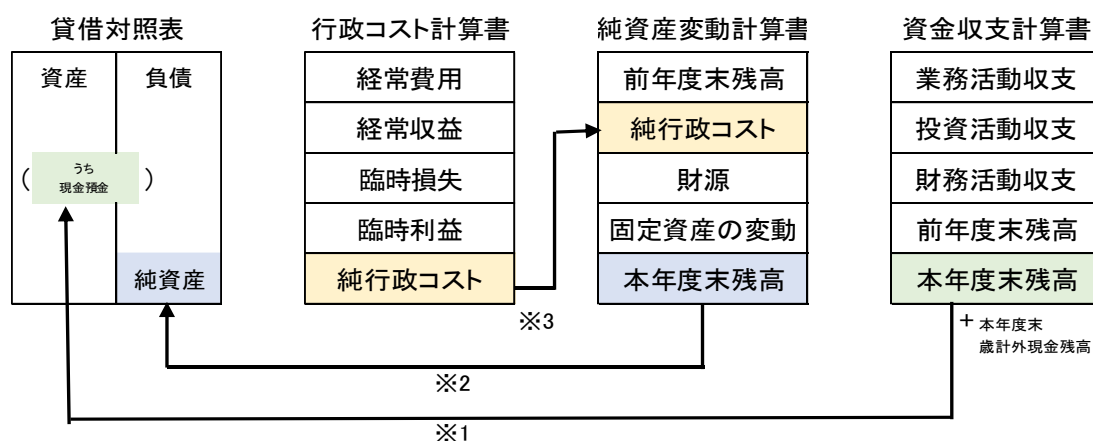 貸借対照表
資産
負債
(
うち
現金預金
)
純資産
行政コスト計算書
経常費用
経常収益
臨時損失
臨時利益
純行政コスト
純資産変動計算書
前年度末残高
純行政コスト
財源
固定資産の変動
本年度末残高
資金収支計算書
業務活動収支
投資活動収支
財務活動収支
前年度末残高
本年度末残高
+ 本年度末
歳計外現金残高
※3
※2
※1